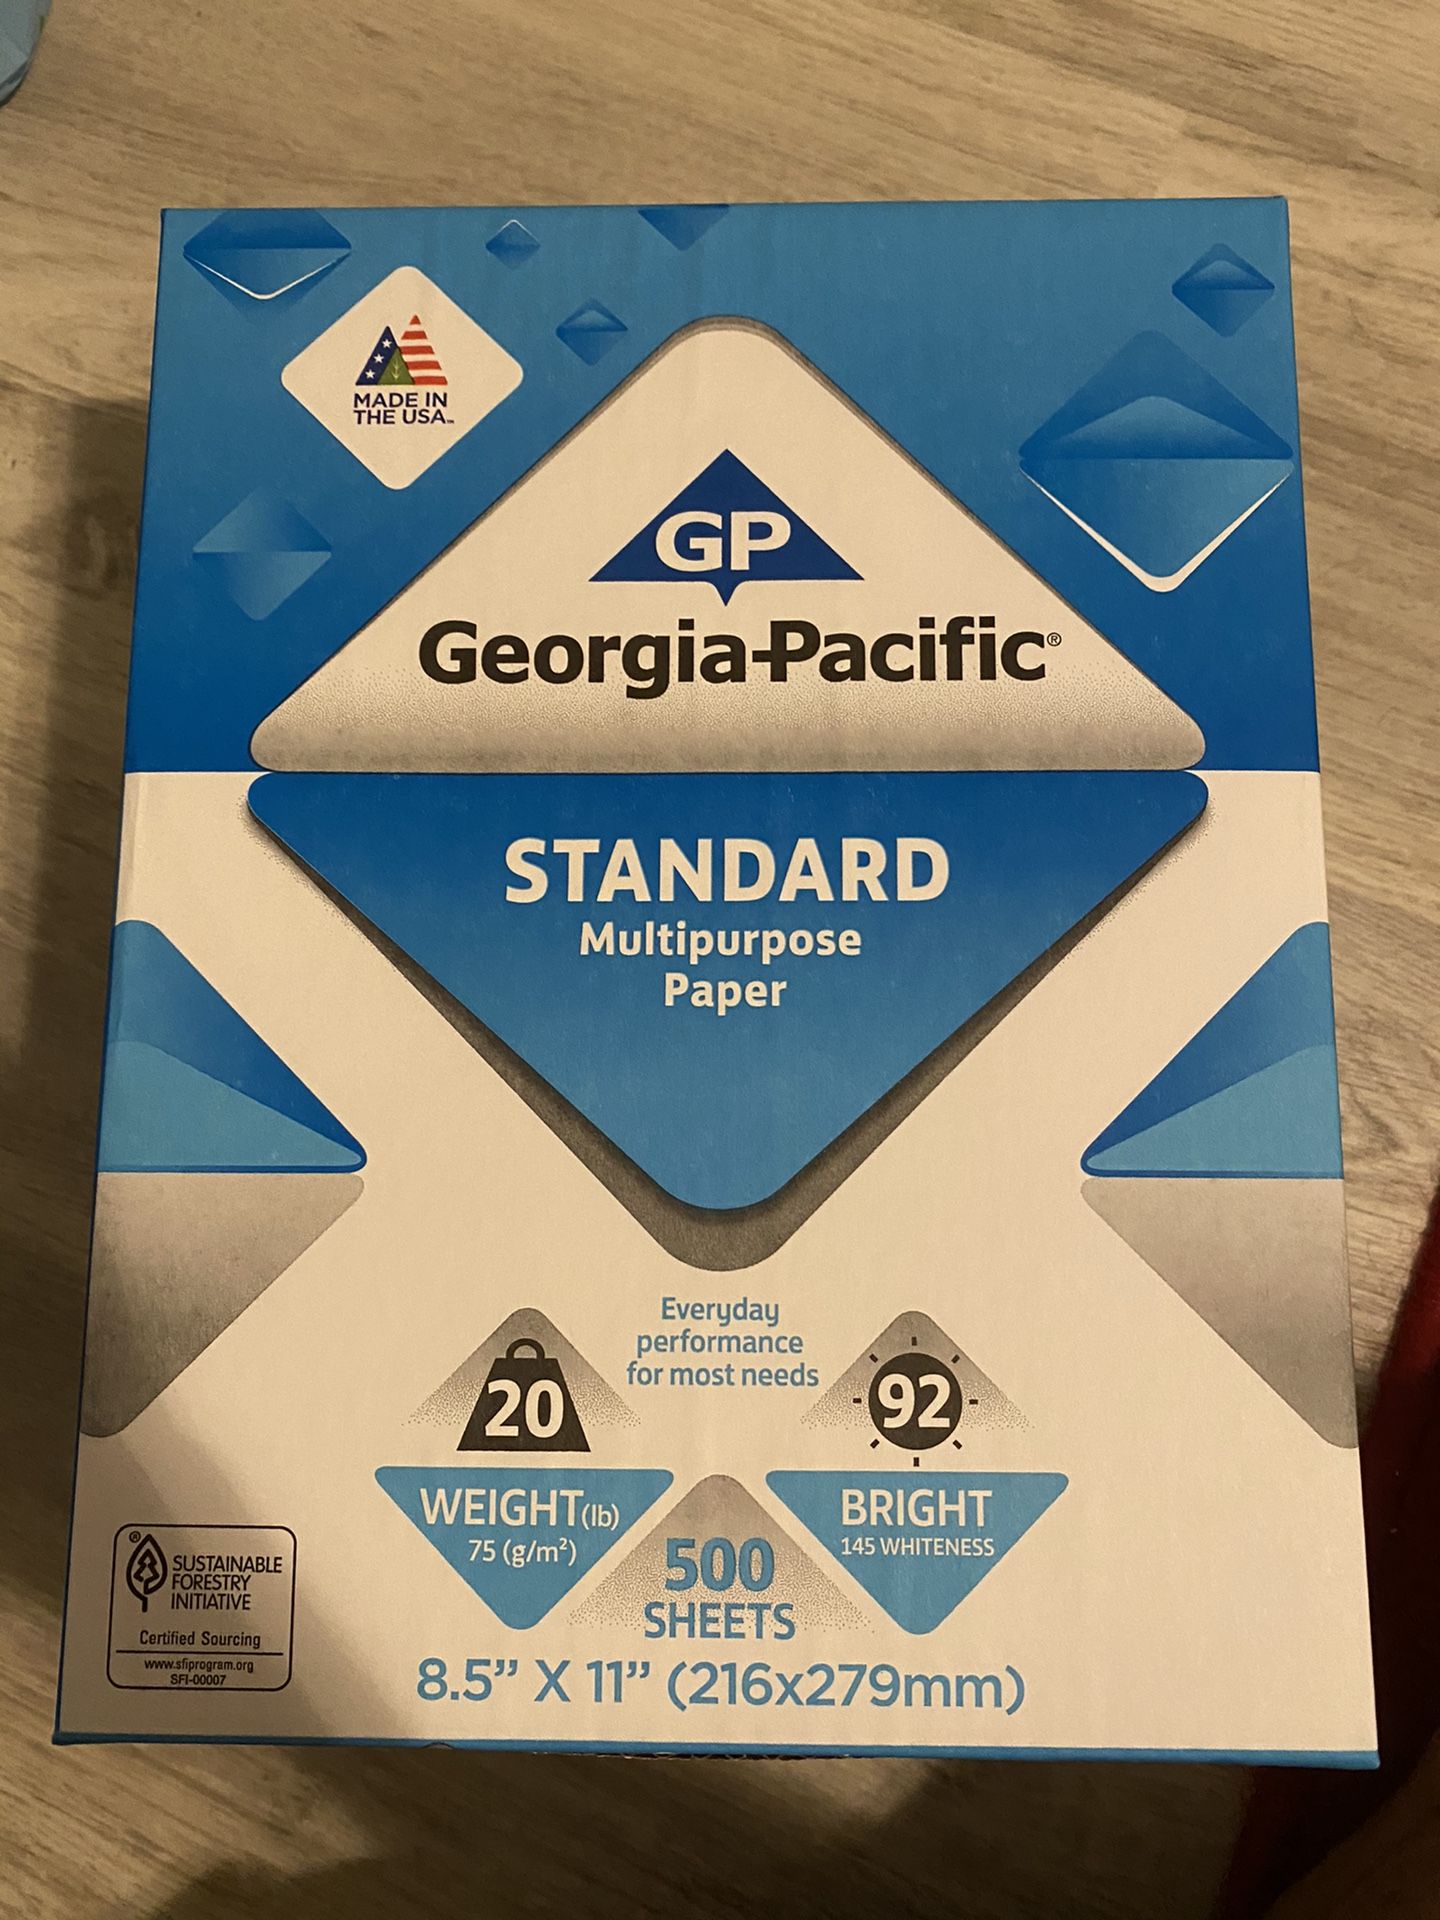 MADE IN
THE USA™
GP
Georgia-Pacific®
STANDARD
Multipurpose
Paper
Everyday
performance
for most needs
20
WEIGHT(lb)
75 (g/m²)
92
BRIGHT
145 WHITENESS
500
SHEETS
8.5” X 11” (216x279mm)
®
SUSTAINABLE
FORESTRY
INITIATIVE
Certified Sourcing
www.sfiprogram.org
SFI-00007